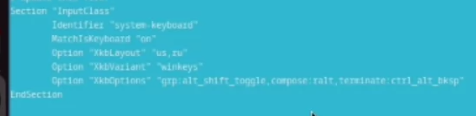 Section "InputClass"
Identifier "system-keyboard"
MatchIsKeyboard "on"
Option "XkbLayout" "us,ru"
Option "XkbVariant" "winkeys"
Option "XkbOptions" "grp:alt_shift_toggle,compose:ralt,terminate:ctrl_alt_bksp"
EndSection